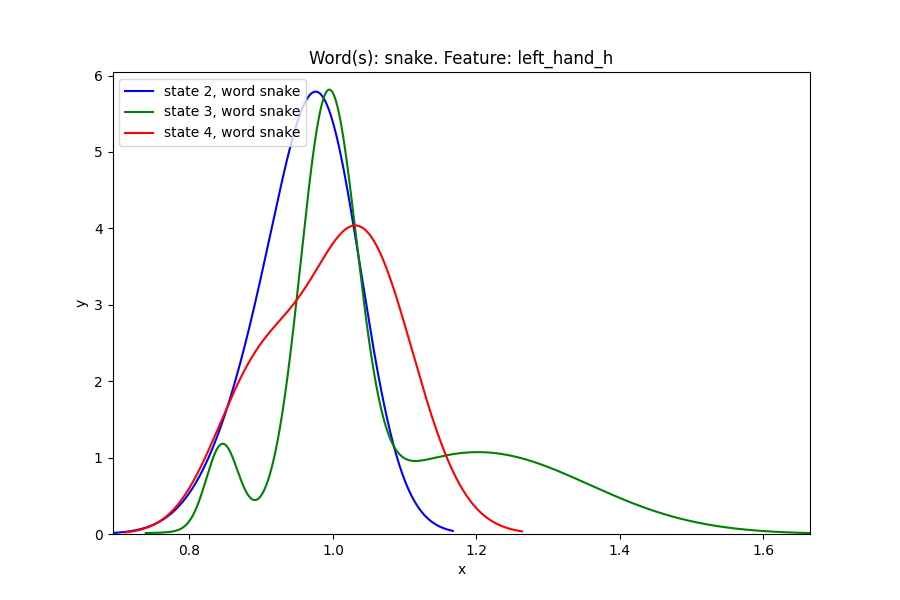 Word(s): snake. Feature: left_hand_h
state 2, word snake
state 3, word snake
state 4, word snake
6
5
4
3
2
1
0
y
0.8 1.0 1.2 1.4 1.6
x